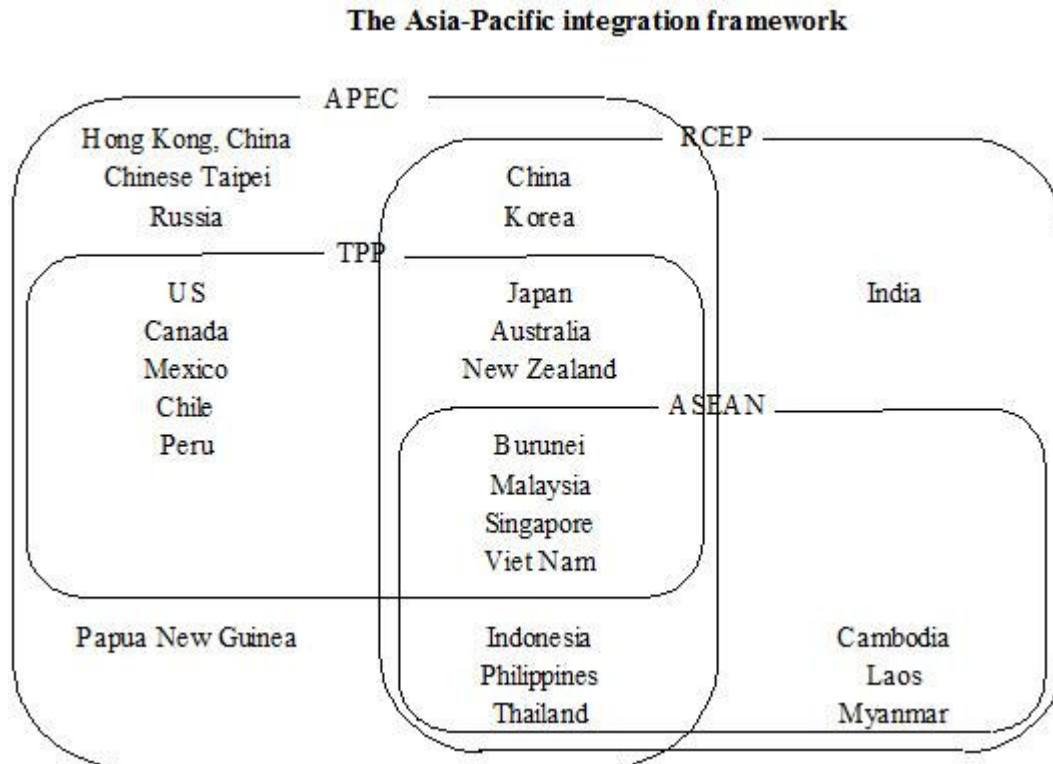 The Asia-Pacific integration framework
APEC
Hong Kong, China
RCEP
Chinese Taipei
China
Russia
Korea
TPP
US
Japan
India
Canada
Australia
Mexico
New Zealand
Chile
ASEAN
Peru
Burunei
Malaysia
Singapore
Viet Nam
Papua New Guinea
Indonesia
Cambodia
Philippines
Laos
Thailand
Myanmar